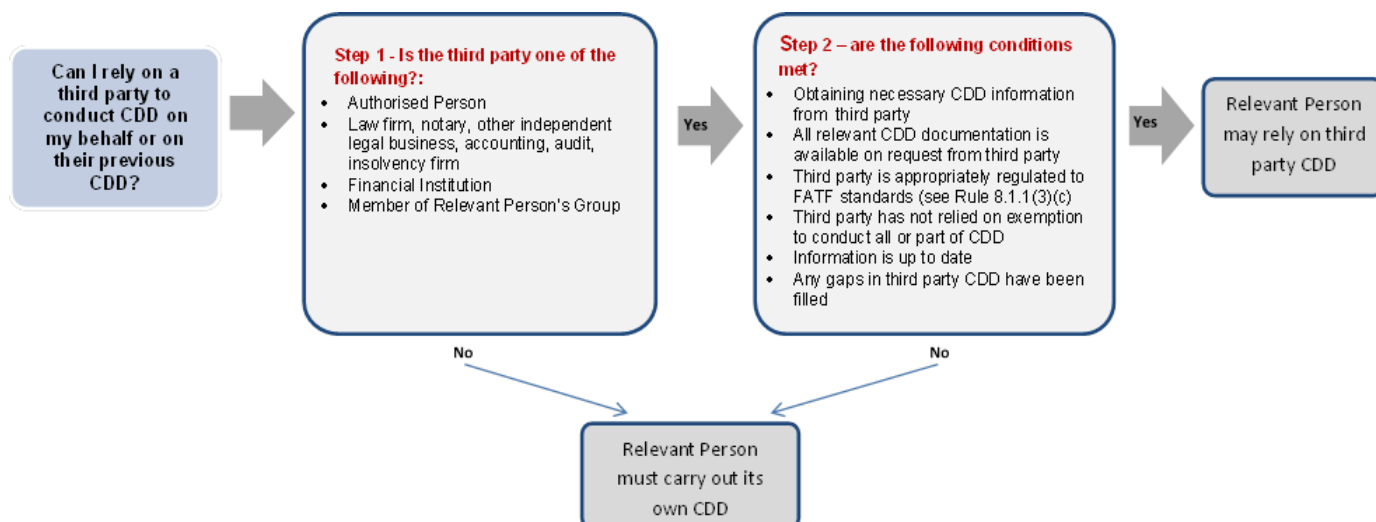 Can I rely on a
third party to
conduct CDD on
my behalf or on
their previous
CDD?
Step 1 - Is the third party one of the
following?:
• Authorised Person
• Law firm, notary, other independent
legal business, accounting, audit,
insolvency firm
• Financial Institution
• Member of Relevant Person's Group
Yes
Step 2 – are the following conditions
met?
• Obtaining necessary CDD information
from third party
• All relevant CDD documentation is
available on request from third party
• Third party is appropriately regulated to
FATF standards (see Rule 8.1.1(3)(c)
• Third party has not relied on exemption
to conduct all or part of CDD
• Information is up to date
• Any gaps in third party CDD have been
filled
Yes
Relevant Person
may rely on third
party CDD
No
No
Relevant Person
must carry out its
own CDD